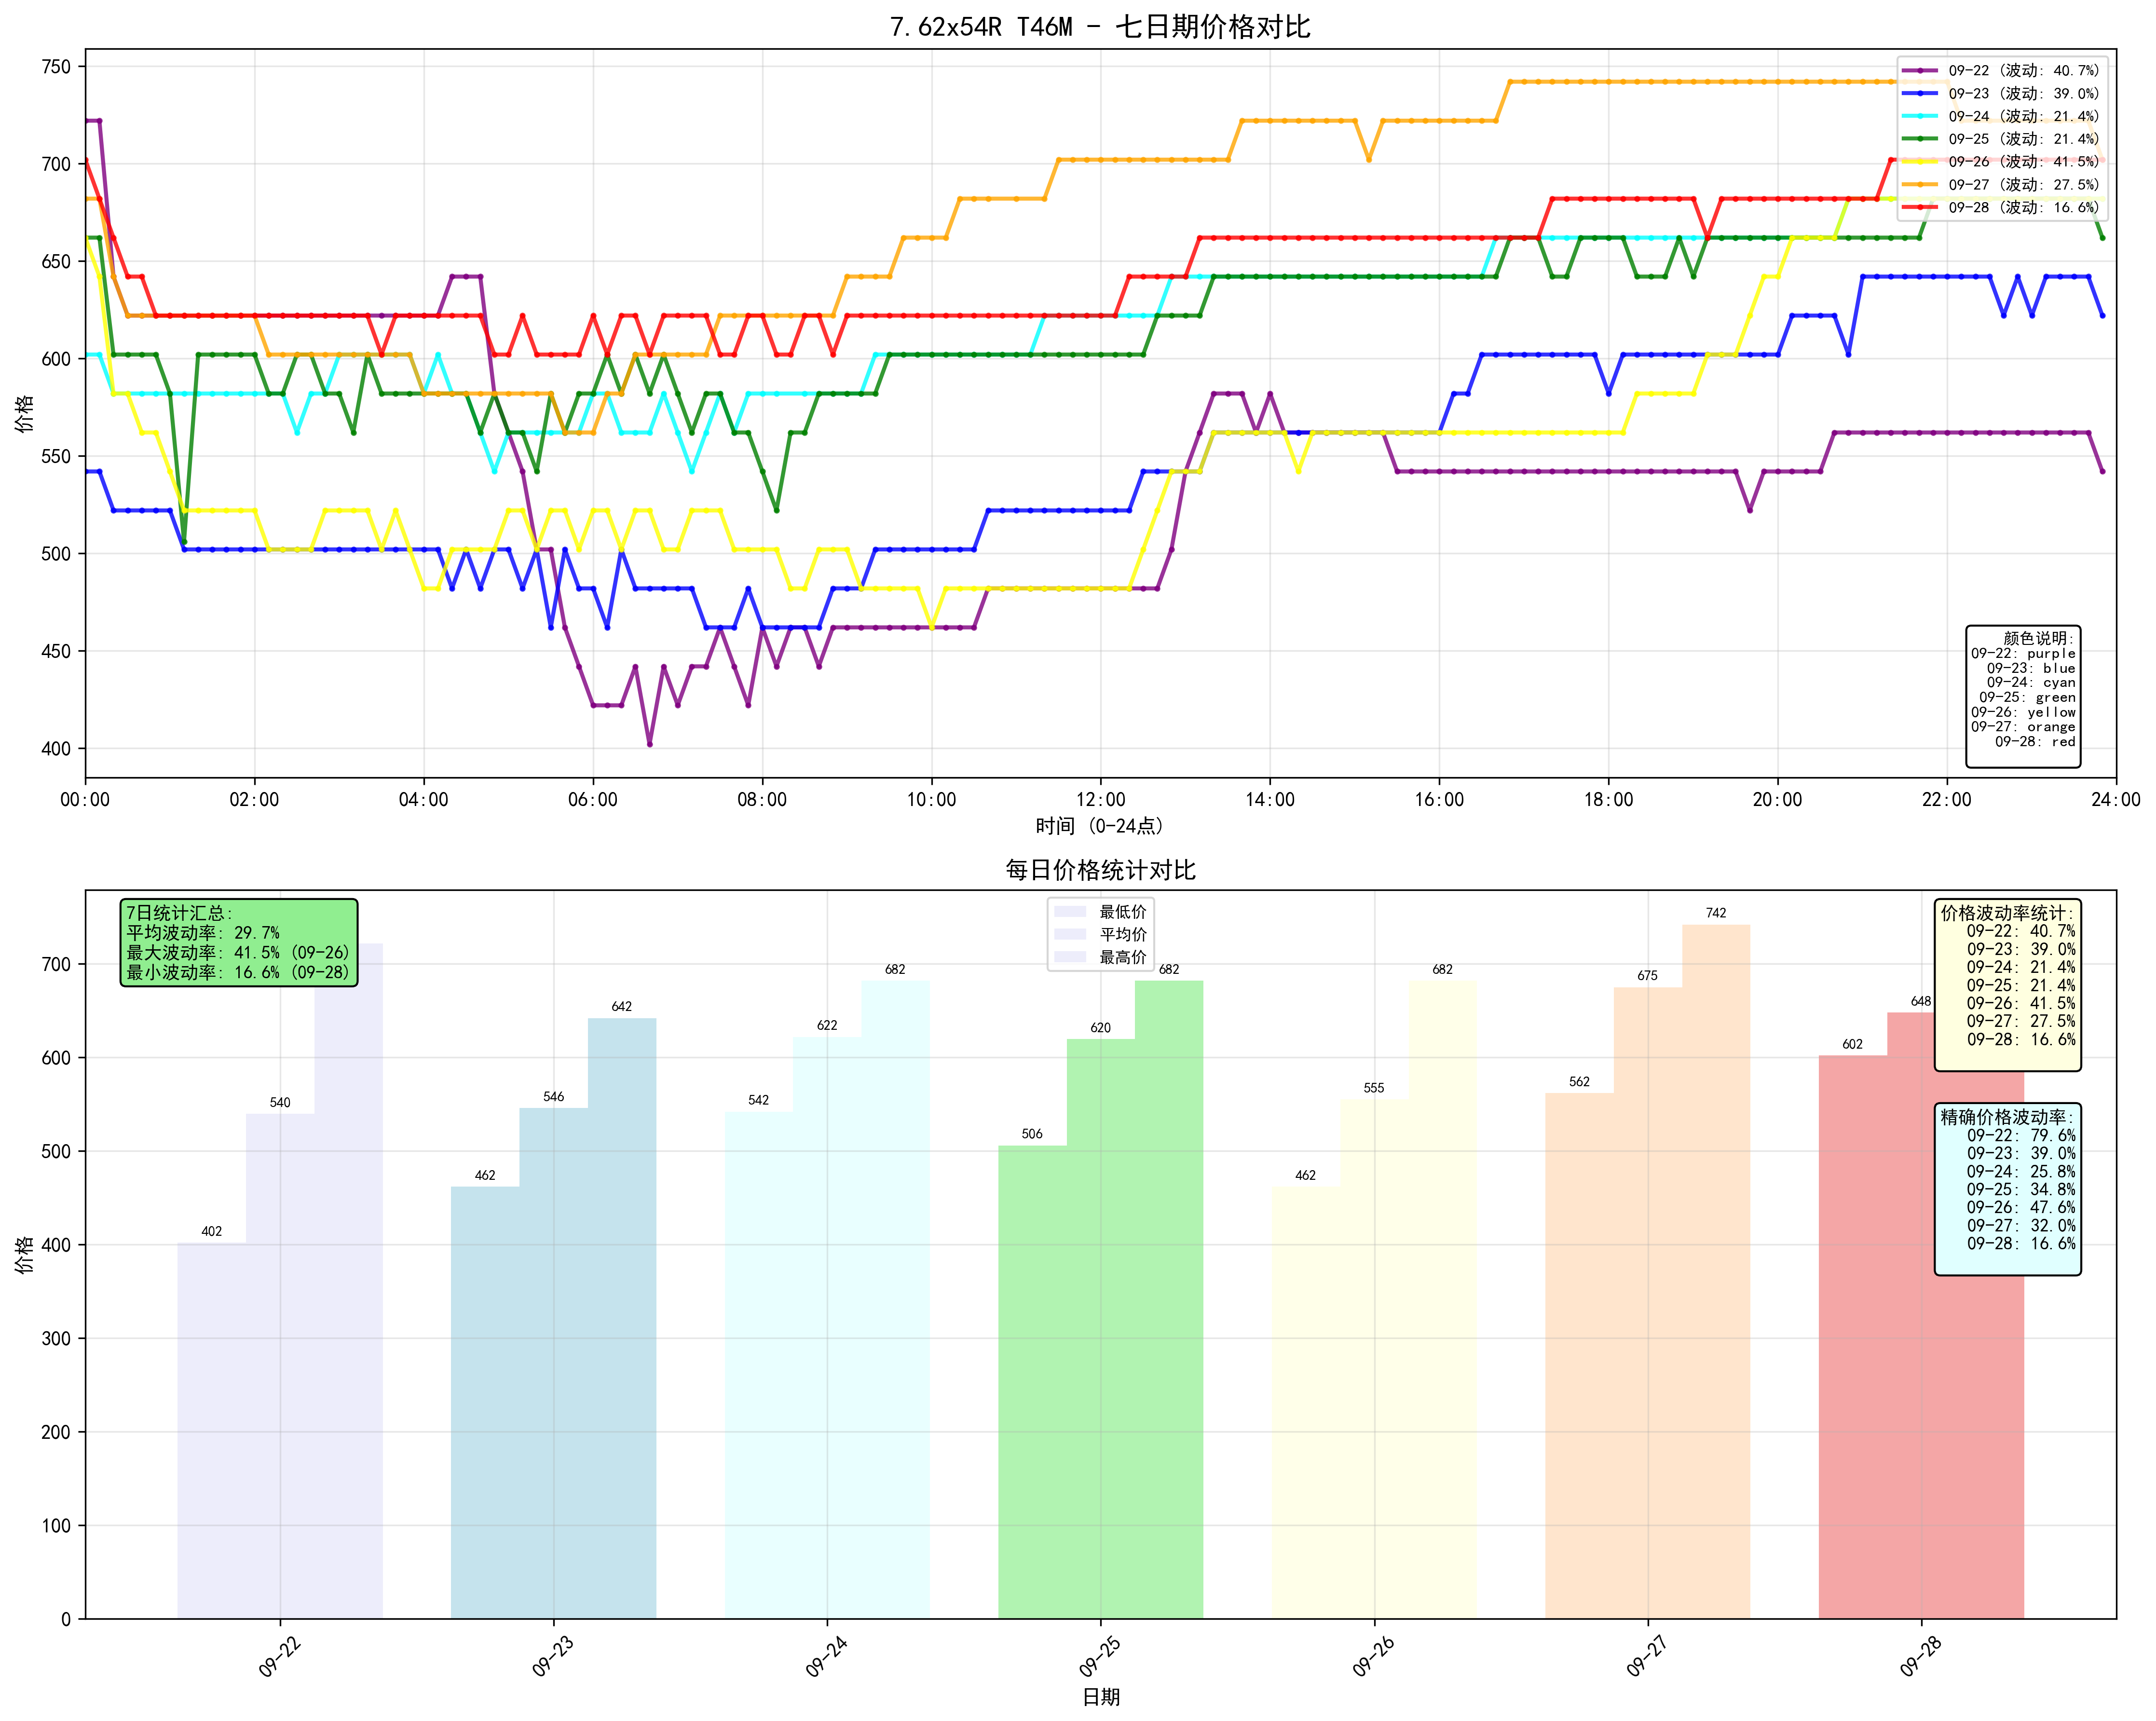 7.62x54R T46M - 七日期价格对比
价格
750
700
650
600
550
500
450
400
09-22 (波动: 40.7%)
09-23 (波动: 39.0%)
09-24 (波动: 21.4%)
09-25 (波动: 21.4%)
09-26 (波动: 41.5%)
09-27 (波动: 27.5%)
09-28 (波动: 16.6%)
颜色说明:
09-22: purple
09-23: blue
09-24: cyan
09-25: green
09-26: yellow
09-27: orange
09-28: red
00:00 02:00 04:00 06:00 08:00 10:00 12:00 14:00 16:00 18:00 20:00 22:00 24:00
时间 (0-24点)
每日价格统计对比
价格
700
600
500
400
300
200
100
0
7日统计汇总:
平均波动率: 29.7%
最大波动率: 41.5% (09-26)
最小波动率: 16.6% (09-28)
最低价
平均价
最高价
402 540
462 546 642
542 622 682
506 620 682
462 555 682
562 675 742
602 648
价格波动率统计:
09-22: 40.7%
09-23: 39.0%
09-24: 21.4%
09-25: 21.4%
09-26: 41.5%
09-27: 27.5%
09-28: 16.6%
精确价格波动率:
09-22: 79.6%
09-23: 39.0%
09-24: 25.8%
09-25: 34.8%
09-26: 47.6%
09-27: 32.0%
09-28: 16.6%
09-22 09-23 09-24 09-25 09-26 09-27 09-28
日期